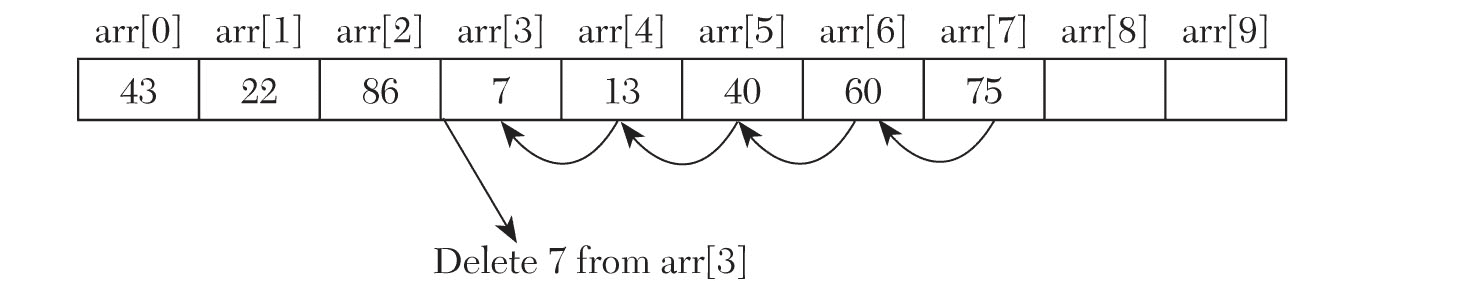 arr[0] arr[1] arr[2] arr[3] arr[4] arr[5] arr[6] arr[7] arr[8] arr[9]
43 22 86 7 13 40 60 75
Delete 7 from arr[3]